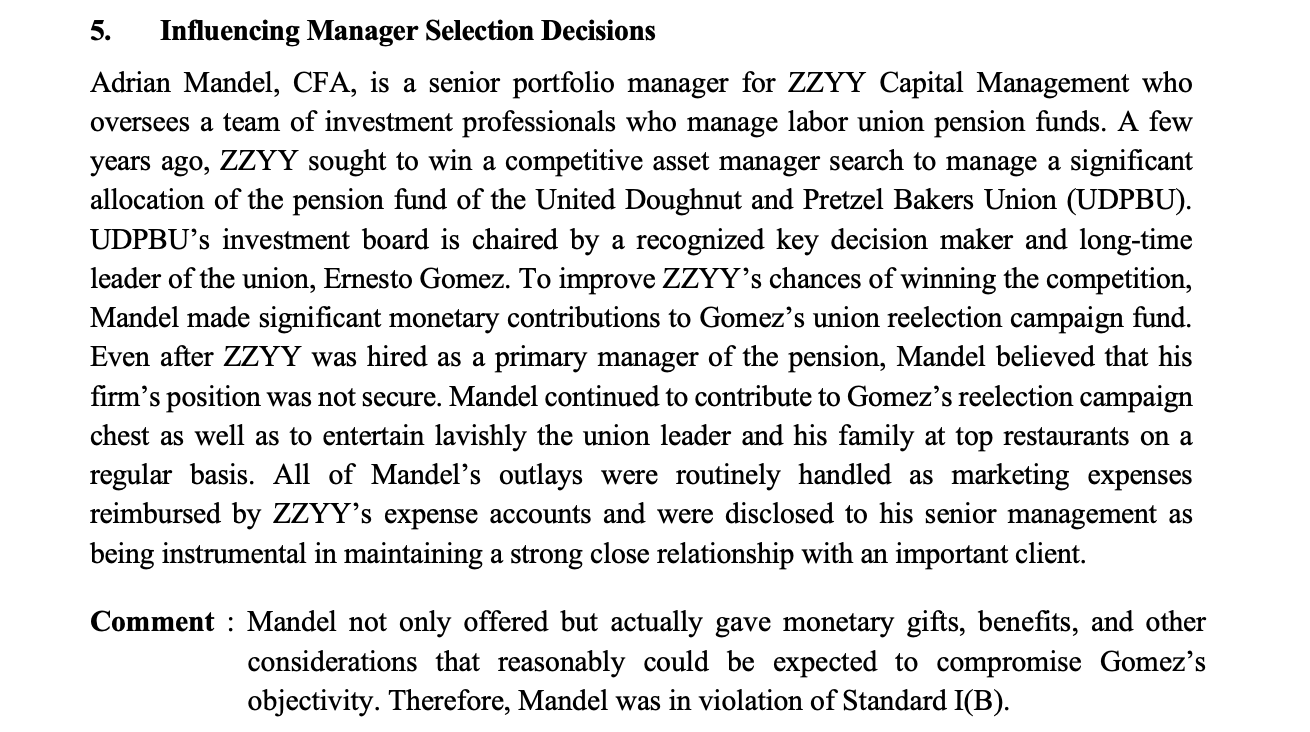 5. Influencing Manager Selection Decisions
Adrian Mandel, CFA, is a senior portfolio manager for ZZYY Capital Management who
oversees a team of investment professionals who manage labor union pension funds. A few
years ago, ZZYY sought to win a competitive asset manager search to manage a significant
allocation of the pension fund of the United Doughnut and Pretzel Bakers Union (UDPBU).
UDPBU’s investment board is chaired by a recognized key decision maker and long-time
leader of the union, Ernesto Gomez. To improve ZZYY’s chances of winning the competition,
Mandel made significant monetary contributions to Gomez’s union reelection campaign fund.
Even after ZZYY was hired as a primary manager of the pension, Mandel believed that his
firm’s position was not secure. Mandel continued to contribute to Gomez’s reelection campaign
chest as well as to entertain lavishly the union leader and his family at top restaurants on a
regular basis. All of Mandel’s outlays were routinely handled as marketing expenses
reimbursed by ZZYY’s expense accounts and were disclosed to his senior management as
being instrumental in maintaining a strong close relationship with an important client.
Comment : Mandel not only offered but actually gave monetary gifts, benefits, and other
considerations that reasonably could be expected to compromise Gomez’s
objectivity. Therefore, Mandel was in violation of Standard I(B).